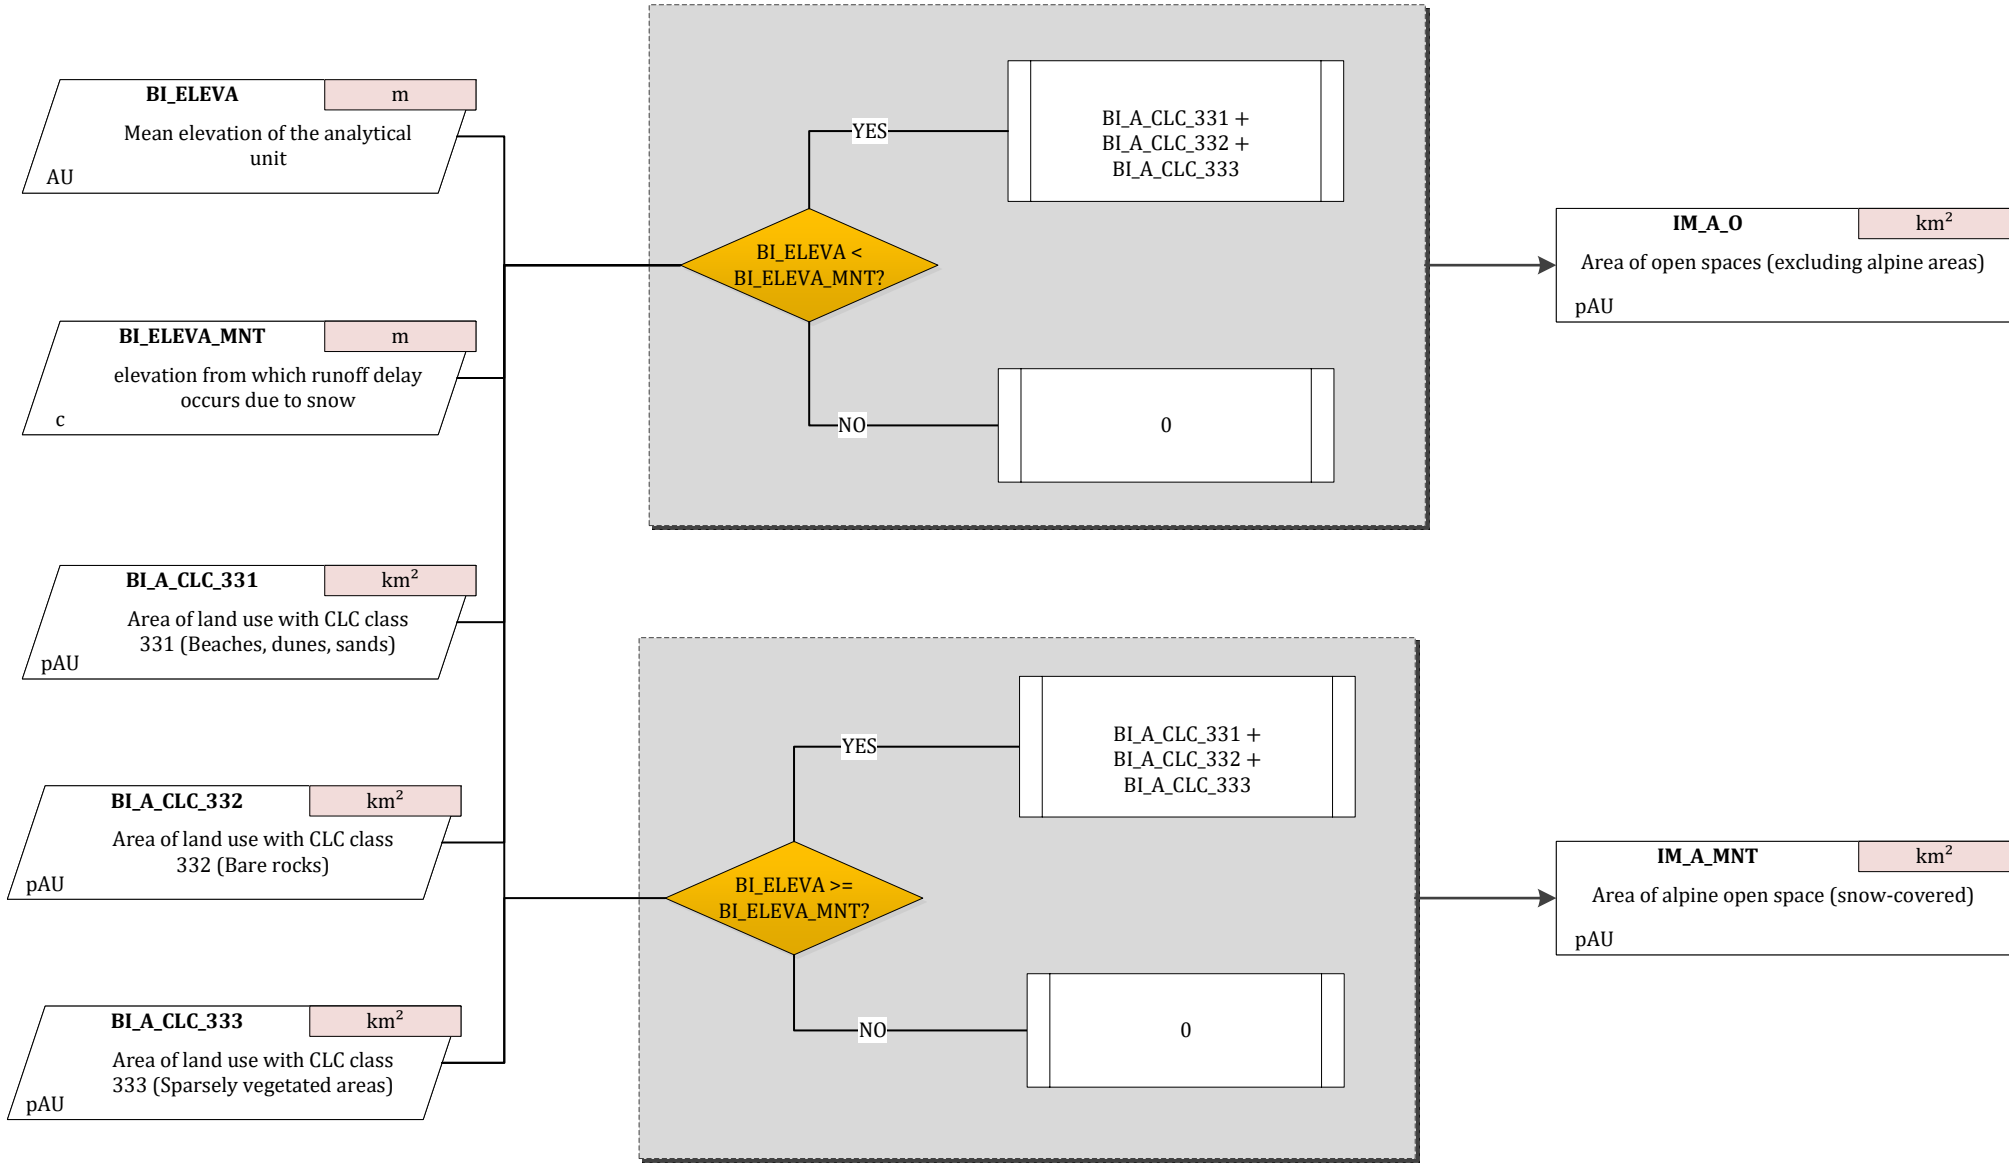 BI_ELEVA
m
Mean elevation of the analytical
unit
AU
BI_ELEVA_MNT
m
elevation from which runoff delay
occurs due to snow
c
BI_A_CLC_331
km²
Area of land use with CLC class
331 (Beaches, dunes, sands)
pAU
BI_A_CLC_332
km²
Area of land use with CLC class
332 (Bare rocks)
pAU
BI_A_CLC_333
km²
Area of land use with CLC class
333 (Sparsely vegetated areas)
pAU
BI_ELEVA <
BI_ELEVA_MNT?
YES
BI_A_CLC_331 +
BI_A_CLC_332 +
BI_A_CLC_333
NO
0
BI_ELEVA >=
BI_ELEVA_MNT?
YES
BI_A_CLC_331 +
BI_A_CLC_332 +
BI_A_CLC_333
NO
0
IM_A_O
km²
Area of open spaces (excluding alpine areas)
pAU
IM_A_MNT
km²
Area of alpine open space (snow-covered)
pAU